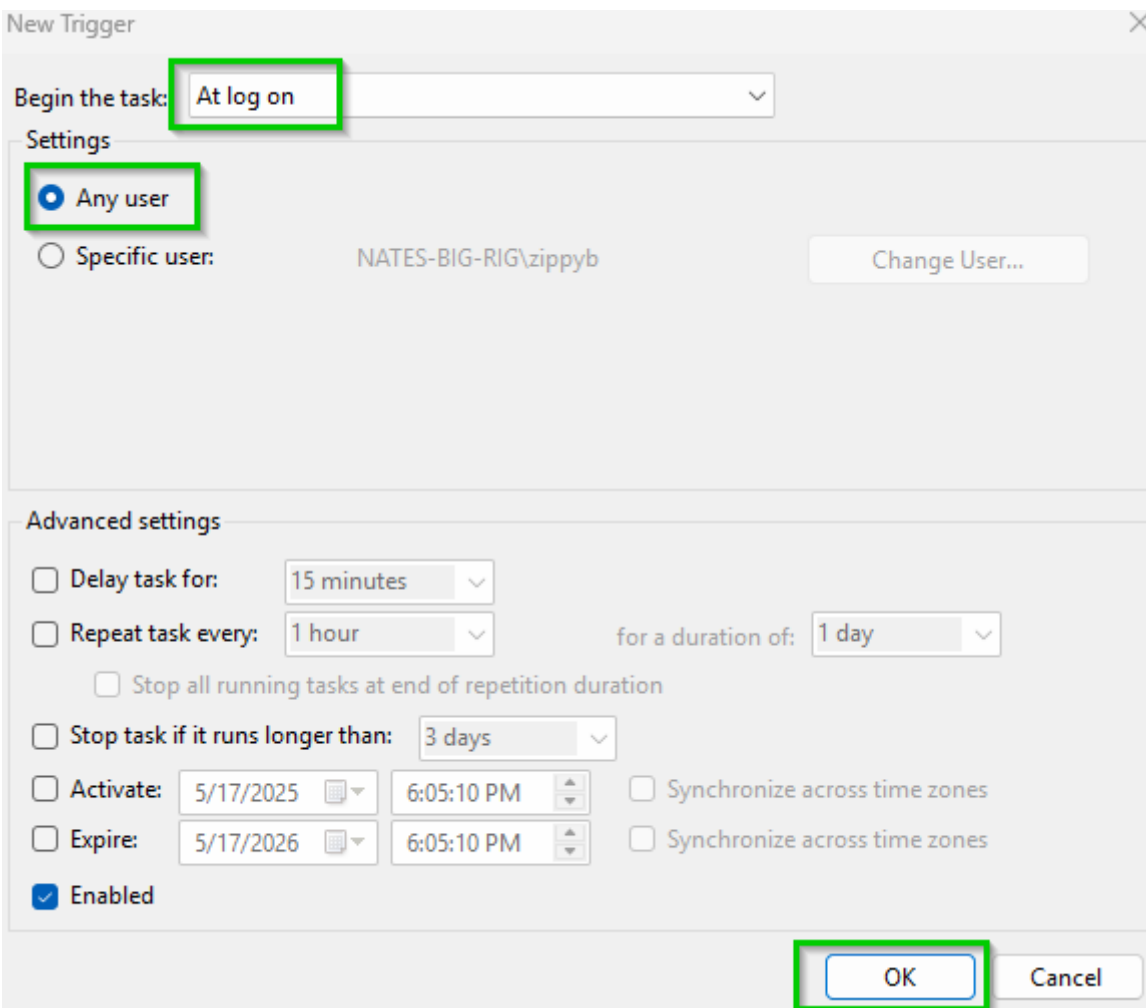 New Trigger
Begin the task: At log on
Settings
Any user
Specific user: NATES-BIG-RIG\zippyb Change User...
Advanced settings
Delay task for: 15 minutes
Repeat task every: 1 hour for a duration of: 1 day
Stop all running tasks at end of repetition duration
Stop task if it runs longer than: 3 days
Activate: 5/17/2025 6:05:10 PM Synchronize across time zones
Expire: 5/17/2026 6:05:10 PM Synchronize across time zones
Enabled
OK Cancel